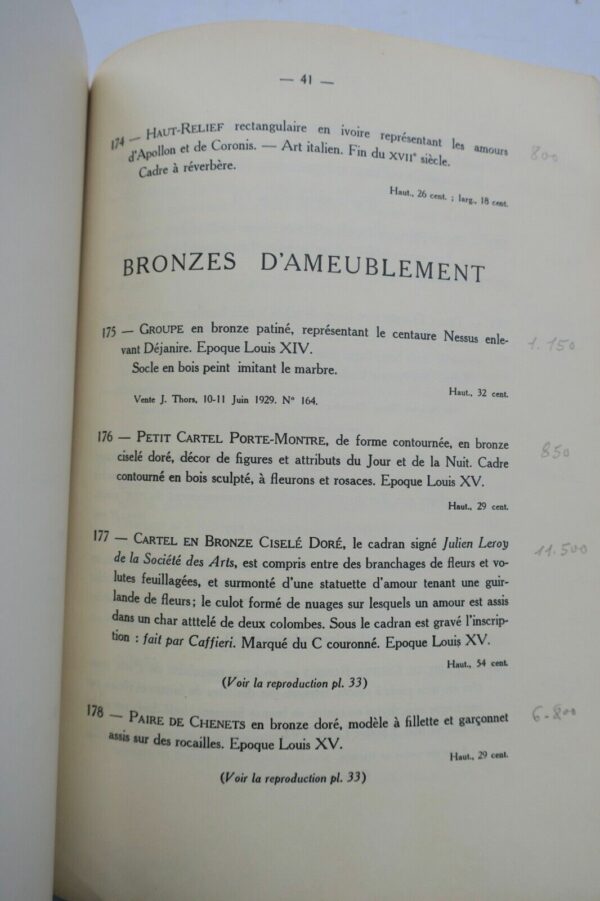 — 41 —
174 — HAUT-RELIEF rectangulaire en ivoire représentant les amours
d'Apollon et de Coronis. — Art italien. Fin du XVIIe siècle.
800
Cadre à réverbère.
Haut., 26 cent. ; larg., 18 cent.
BRONZES D'AMEUBLEMENT
175 — GROUPE en bronze patiné, représentant le centaure Nessus enle-
1.150
vant Déjanire. Epoque Louis XIV.
Socle en bois peint imitant le marbre.
Haut., 32 cent.
Vente J. Thors, 10-11 Juin 1929. N° 164.
176 — PETIT CARTEL PORTE-MONTRE, de forme contournée, en bronze
850
ciselé doré, décor de figures et attributs du Jour et de la Nuit. Cadre
contourné en bois sculpté, à fleurons et rosaces. Epoque Louis XV.
Haut., 29 cent.
177 — CARTEL EN BRONZE CISELÉ DORÉ, le cadran signé Julien Leroy
11.500
de la Société des Arts, est compris entre des branchages de fleurs et vo-
lutes feuillagées, et surmonté d'une statuette d'amour tenant une guir-
lande de fleurs ; le culot formé de nuages sur lesquels un amour est assis
dans un char atttelé de deux colombes. Sous le cadran est gravé l'inscrip-
tion : fait par Caffieri. Marqué du C couronné. Epoque Louis XV.
Haut., 54 cent.
(Voir la reproduction pl. 33)
178 — PAIRE DE CHENETS en bronze doré, modèle à fillette et garçonnet
6.800
assis sur des rocailles. Epoque Louis XV.
Haut., 29 cent.
(Voir la reproduction pl. 33)